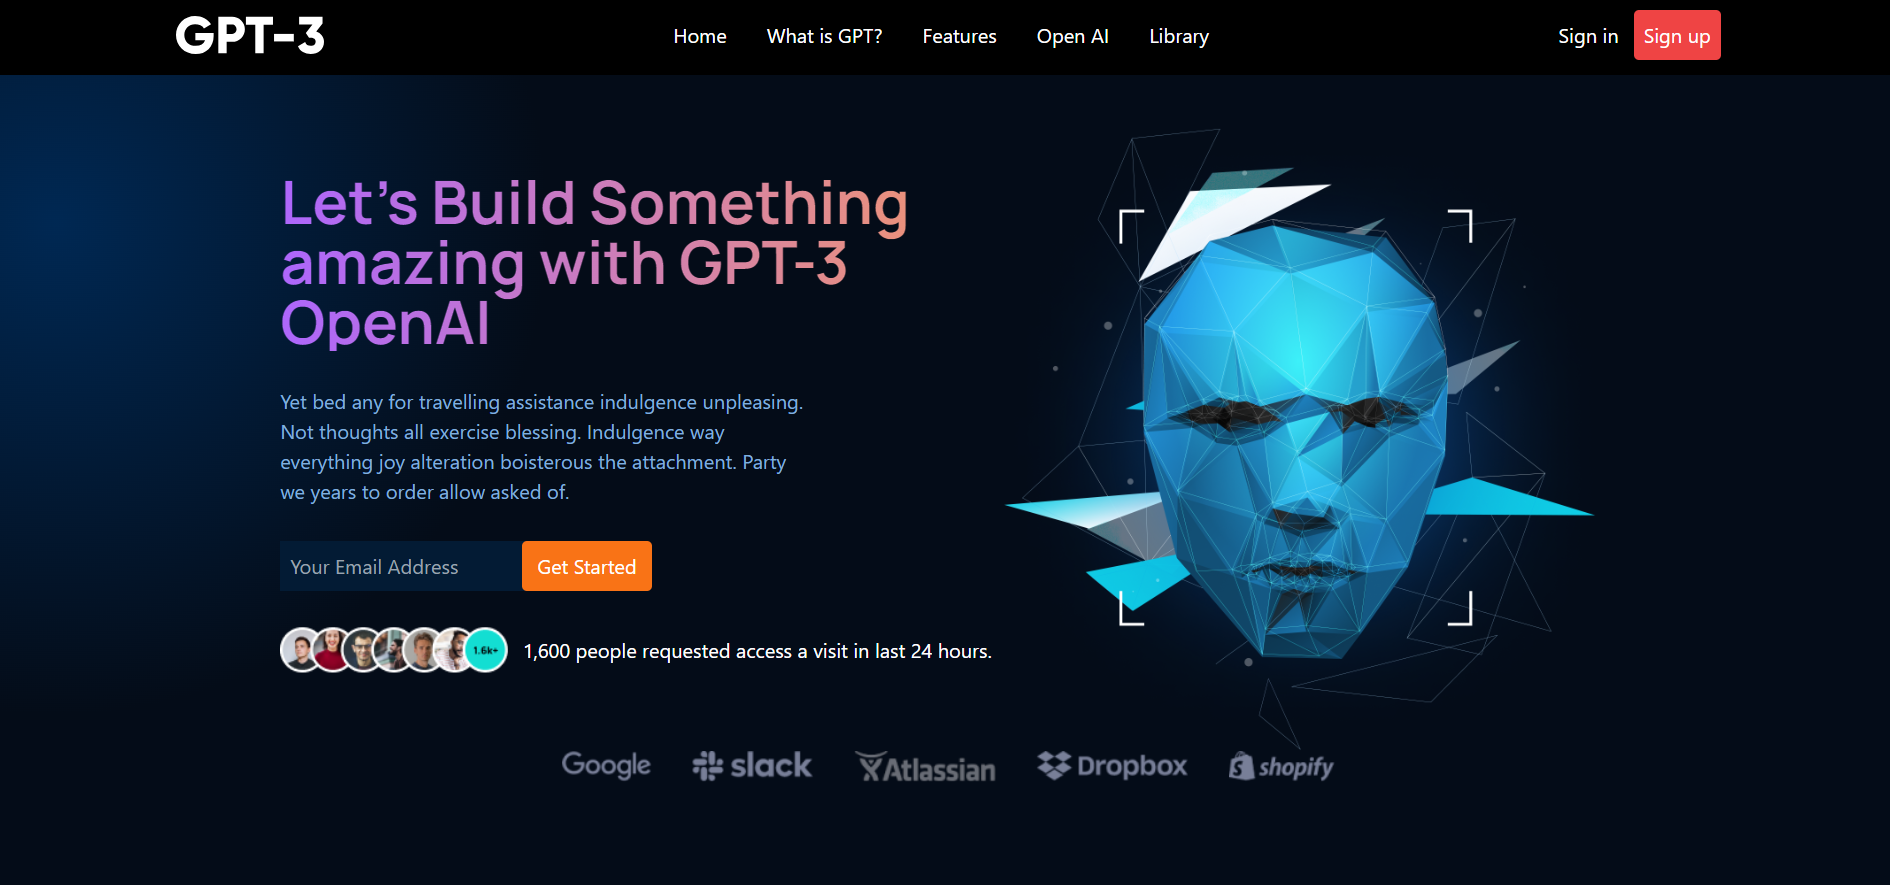 GPT-3
Home
What is GPT?
Features
Open AI
Library
Sign in
Sign up
Let's Build Something
amazing with GPT-3
OpenAI
Yet bed any for travelling assistance indulgence unpleasing.
Not thoughts all exercise blessing. Indulgence way
everything joy alteration boisterous the attachment. Party
we years to order allow asked of.
Your Email Address
Get Started
1.6k+
1,600 people requested access a visit in last 24 hours.
Google
slack
Atlassian
Dropbox
shopify